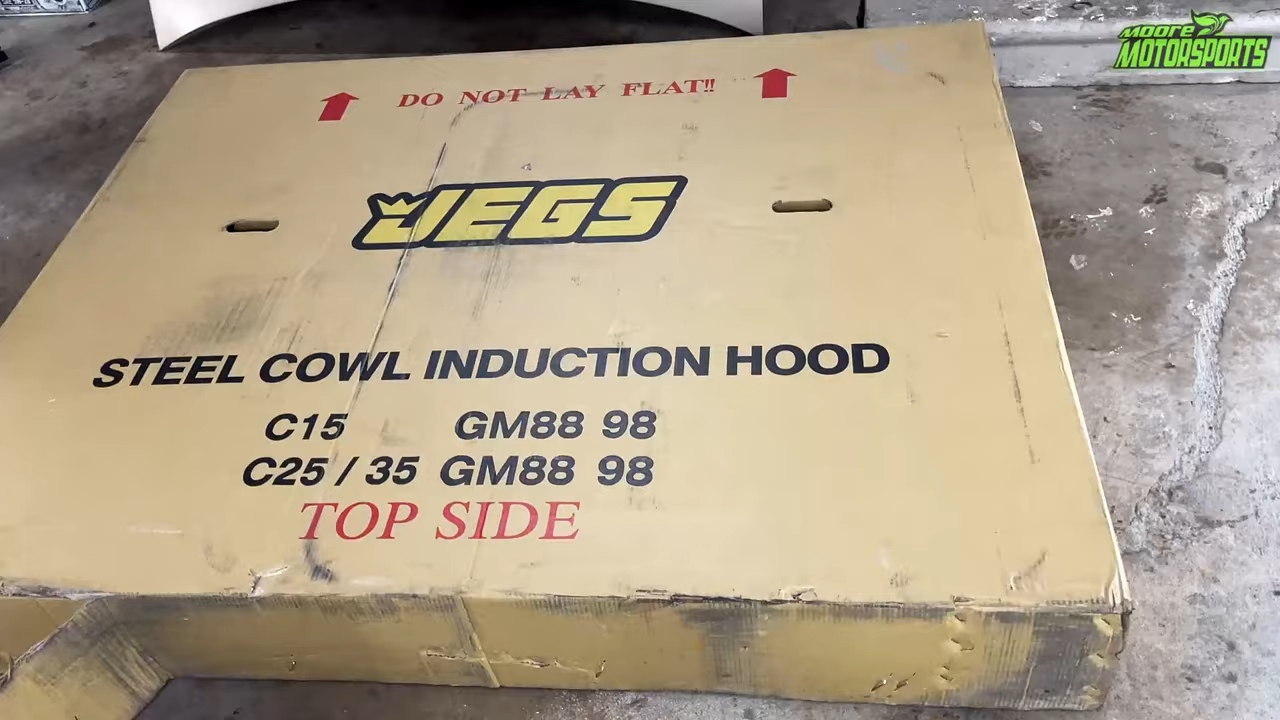 MOORE
MOTORSPORTS
DO NOT LAY FLAT!!
JEGS
STEEL COWL INDUCTION HOOD
C15 GM88 98
C25 / 35 GM88 98
TOP SIDE